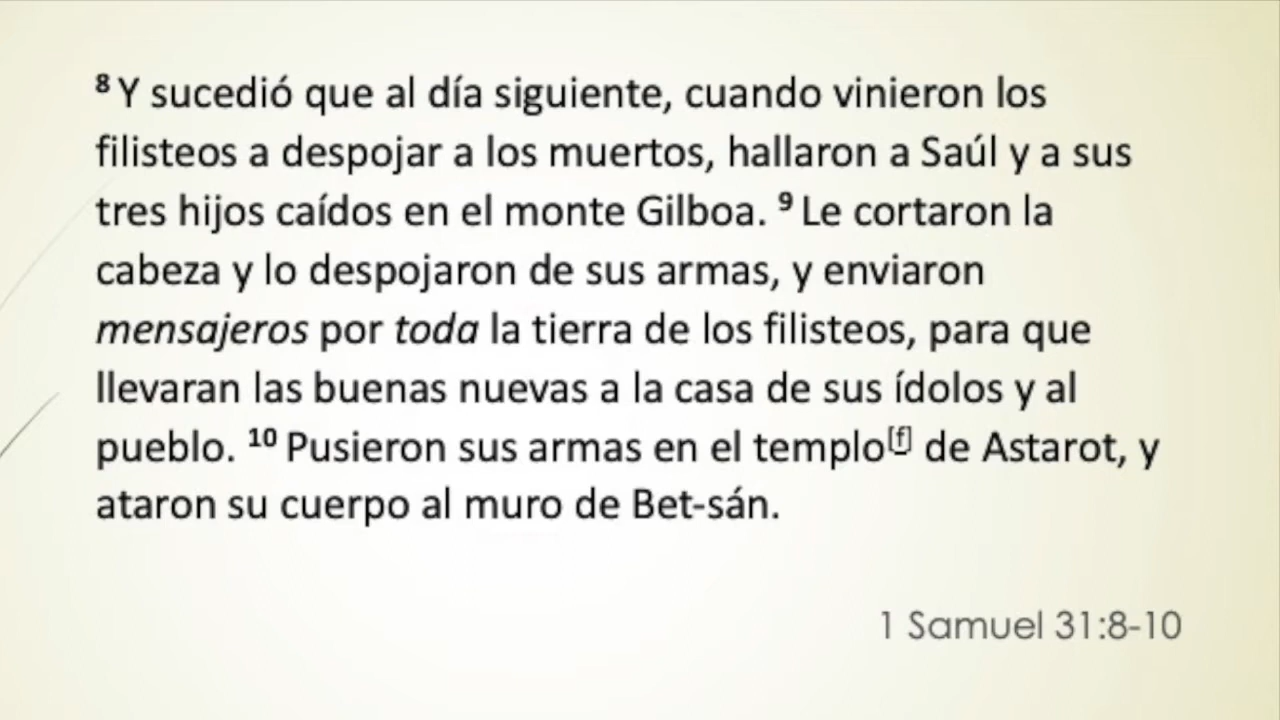 ⁸ Y sucedió que al día siguiente, cuando vinieron los
filisteos a despojar a los muertos, hallaron a Saúl y a sus
tres hijos caídos en el monte Gilboa. ⁹ Le cortaron la
cabeza y lo despojaron de sus armas, y enviaron
mensajeros por toda la tierra de los filisteos, para que
llevaran las buenas nuevas a la casa de sus ídolos y al
pueblo. ¹⁰ Pusieron sus armas en el templo[f] de Astarot, y
ataron su cuerpo al muro de Bet-sán.
1 Samuel 31:8-10